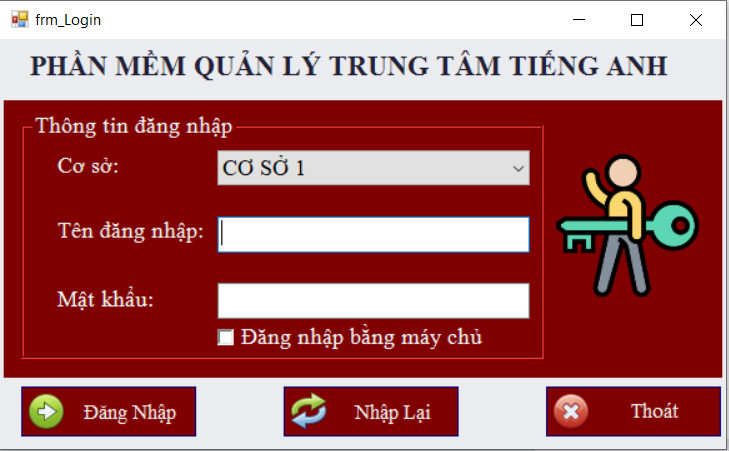 frm_Login
PHẦN MỀM QUẢN LÝ TRUNG TÂM TIẾNG ANH
Thông tin đăng nhập
Cơ sở:
CƠ SỞ 1
Tên đăng nhập:
Mật khẩu:
Đăng nhập bằng máy chủ
Đăng Nhập
Nhập Lại
Thoát